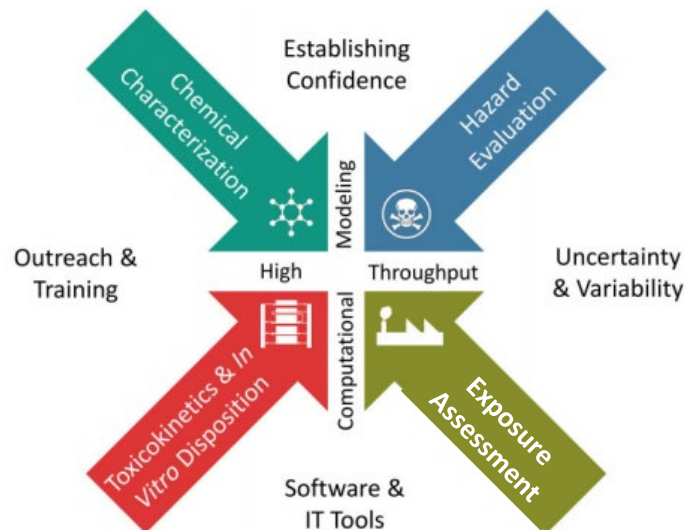 Establishing
Confidence
Chemical
Characterization
Hazard
Evaluation
Modeling
Outreach &
Training
High
Throughput
Uncertainty
& Variability
Computational
Toxicokinetics & In
Vitro Disposition
Exposure
Assessment
Software &
IT Tools